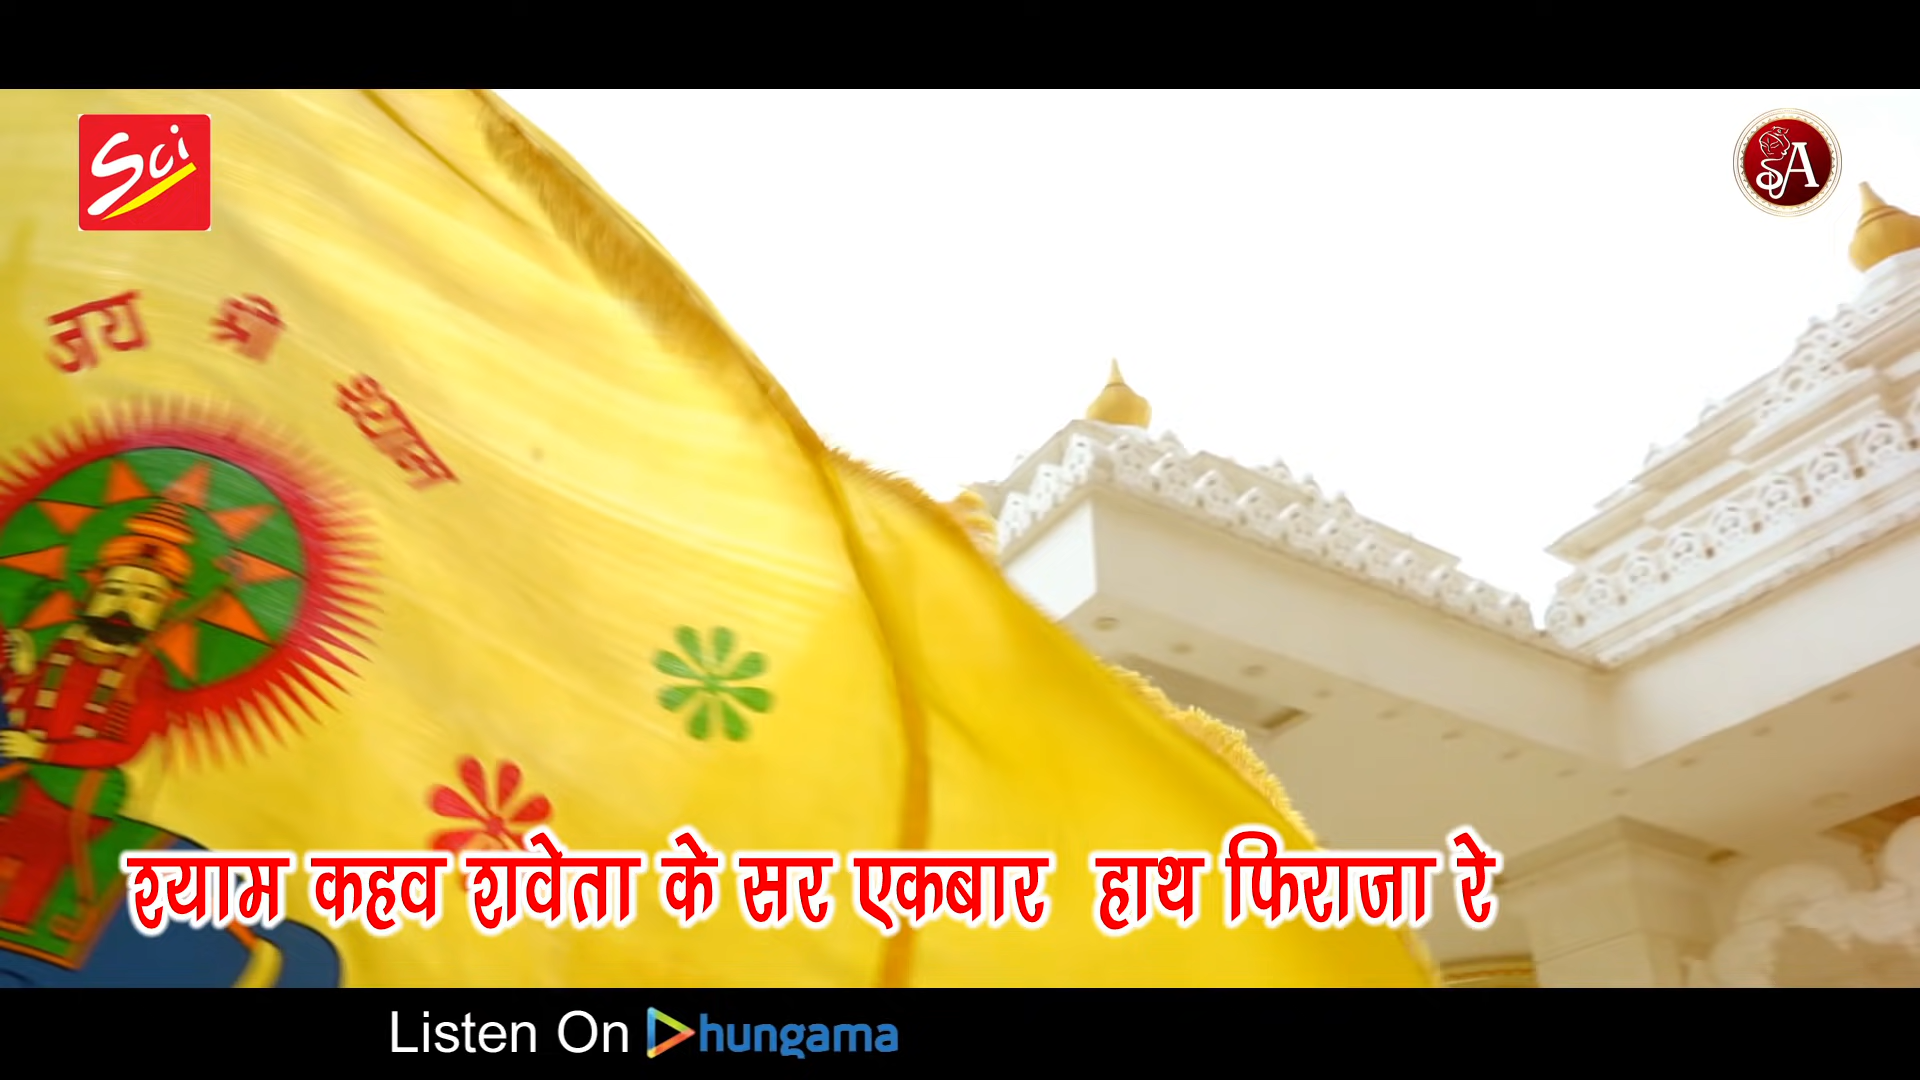 Sci
A
जय श्री श्याम
श्याम कहव शवेता के सर एकबार हाथ फिराजा रे
Listen On hungama